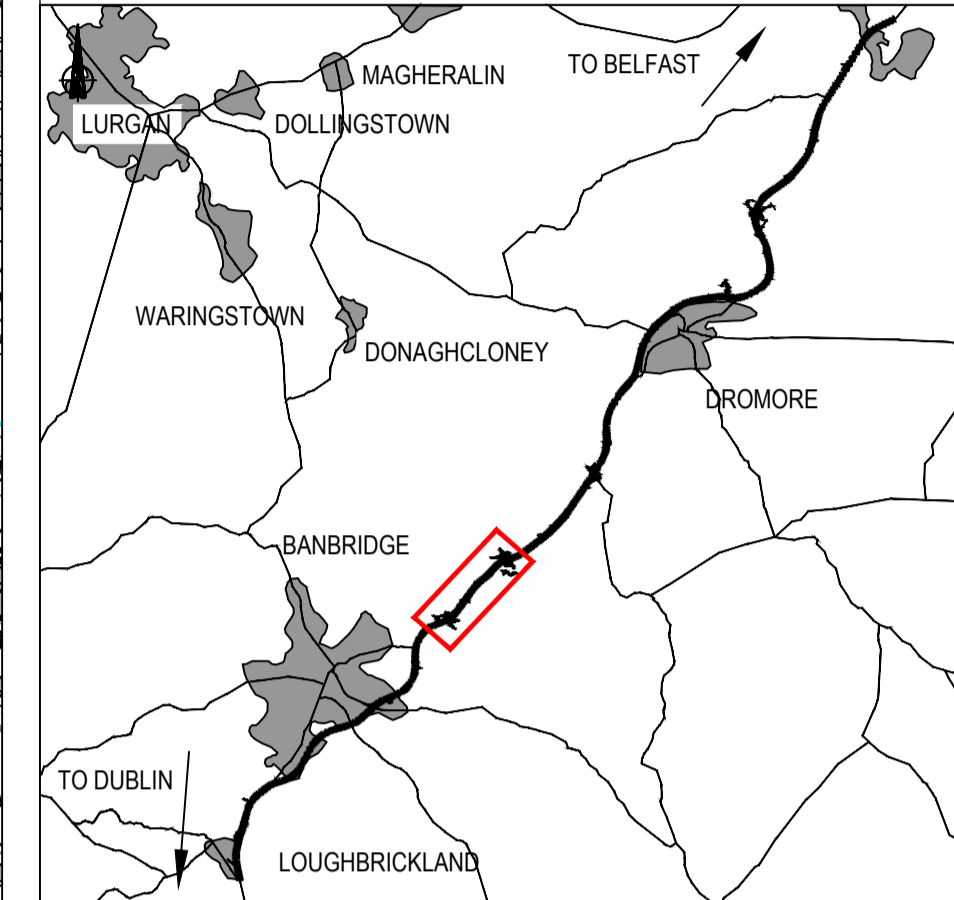 TO BELFAST
MAGHERALIN
LURGAN
DOLLINGSTOWN
WARINGSTOWN
DONAGHCLONEY
DROMORE
BANBRIDGE
TO DUBLIN
LOUGHBRICKLAND